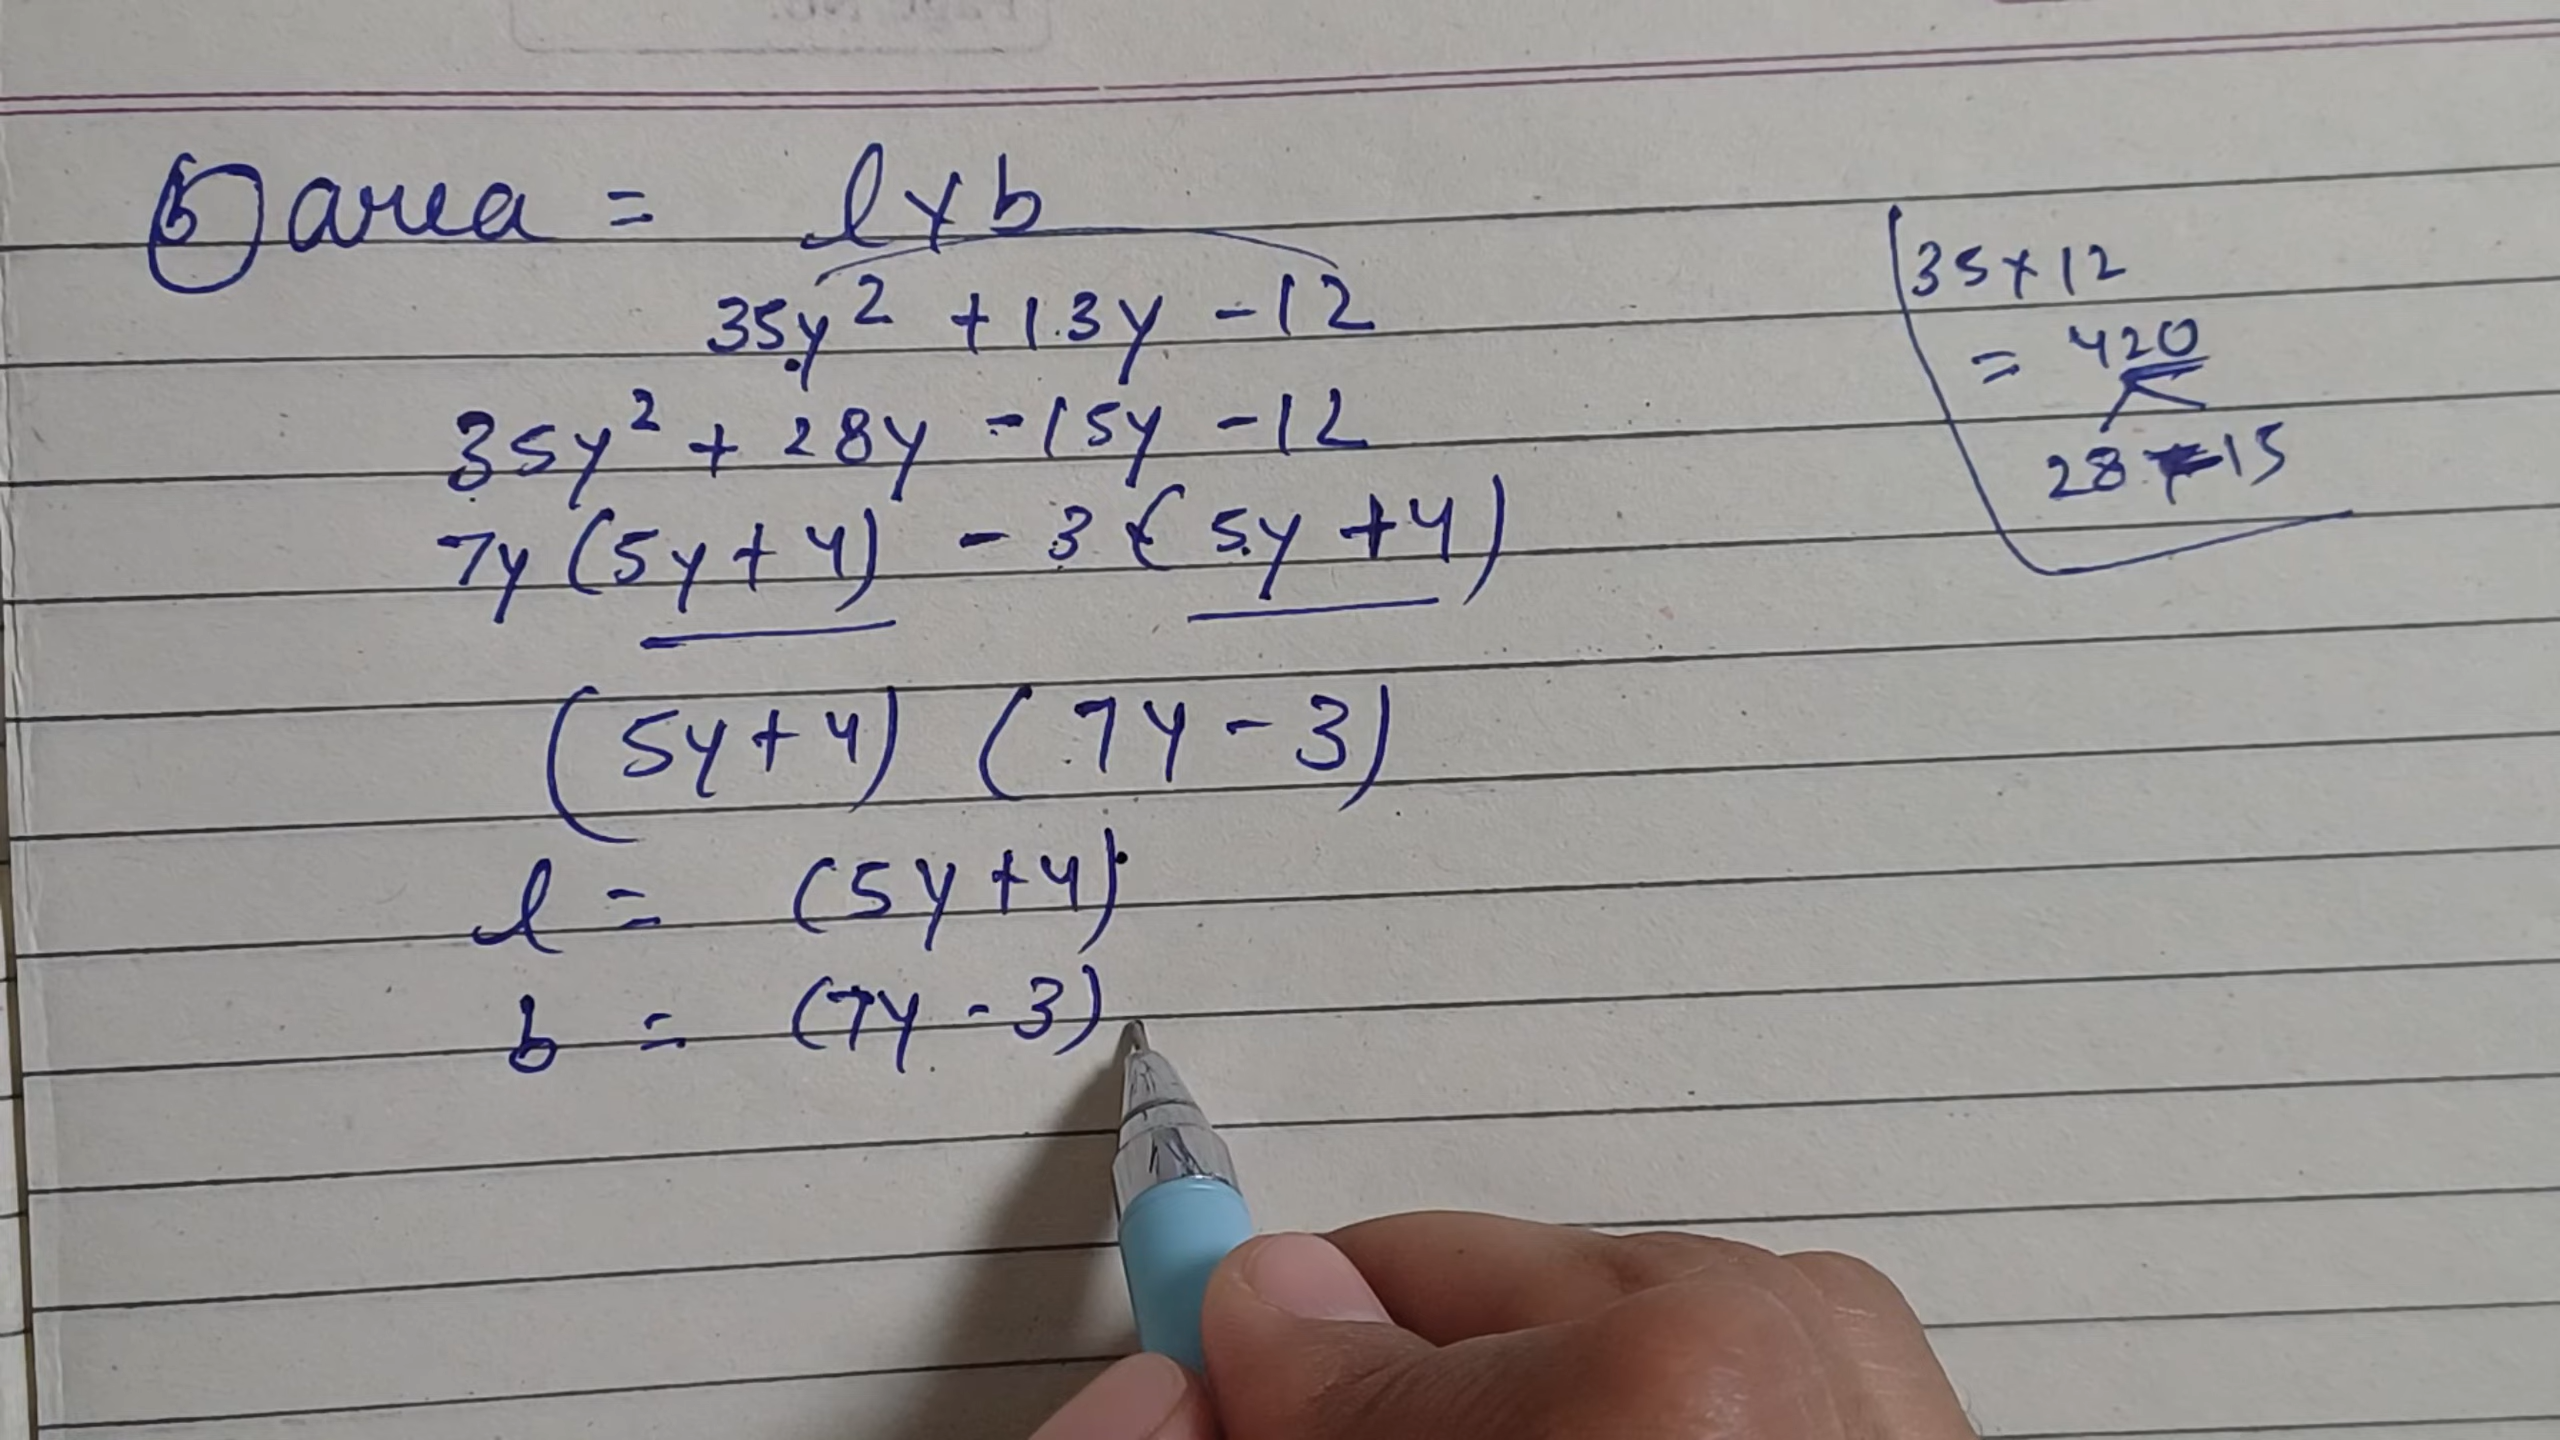 5 area = l x b
35y² + 13y - 12
35y² + 28y - 15y - 12
7y (5y + 4) - 3 (5y + 4)
(5y + 4) (7y - 3)
l = (5y + 4)
b = (7y - 3)
35 x 12
= 420
28 - 15